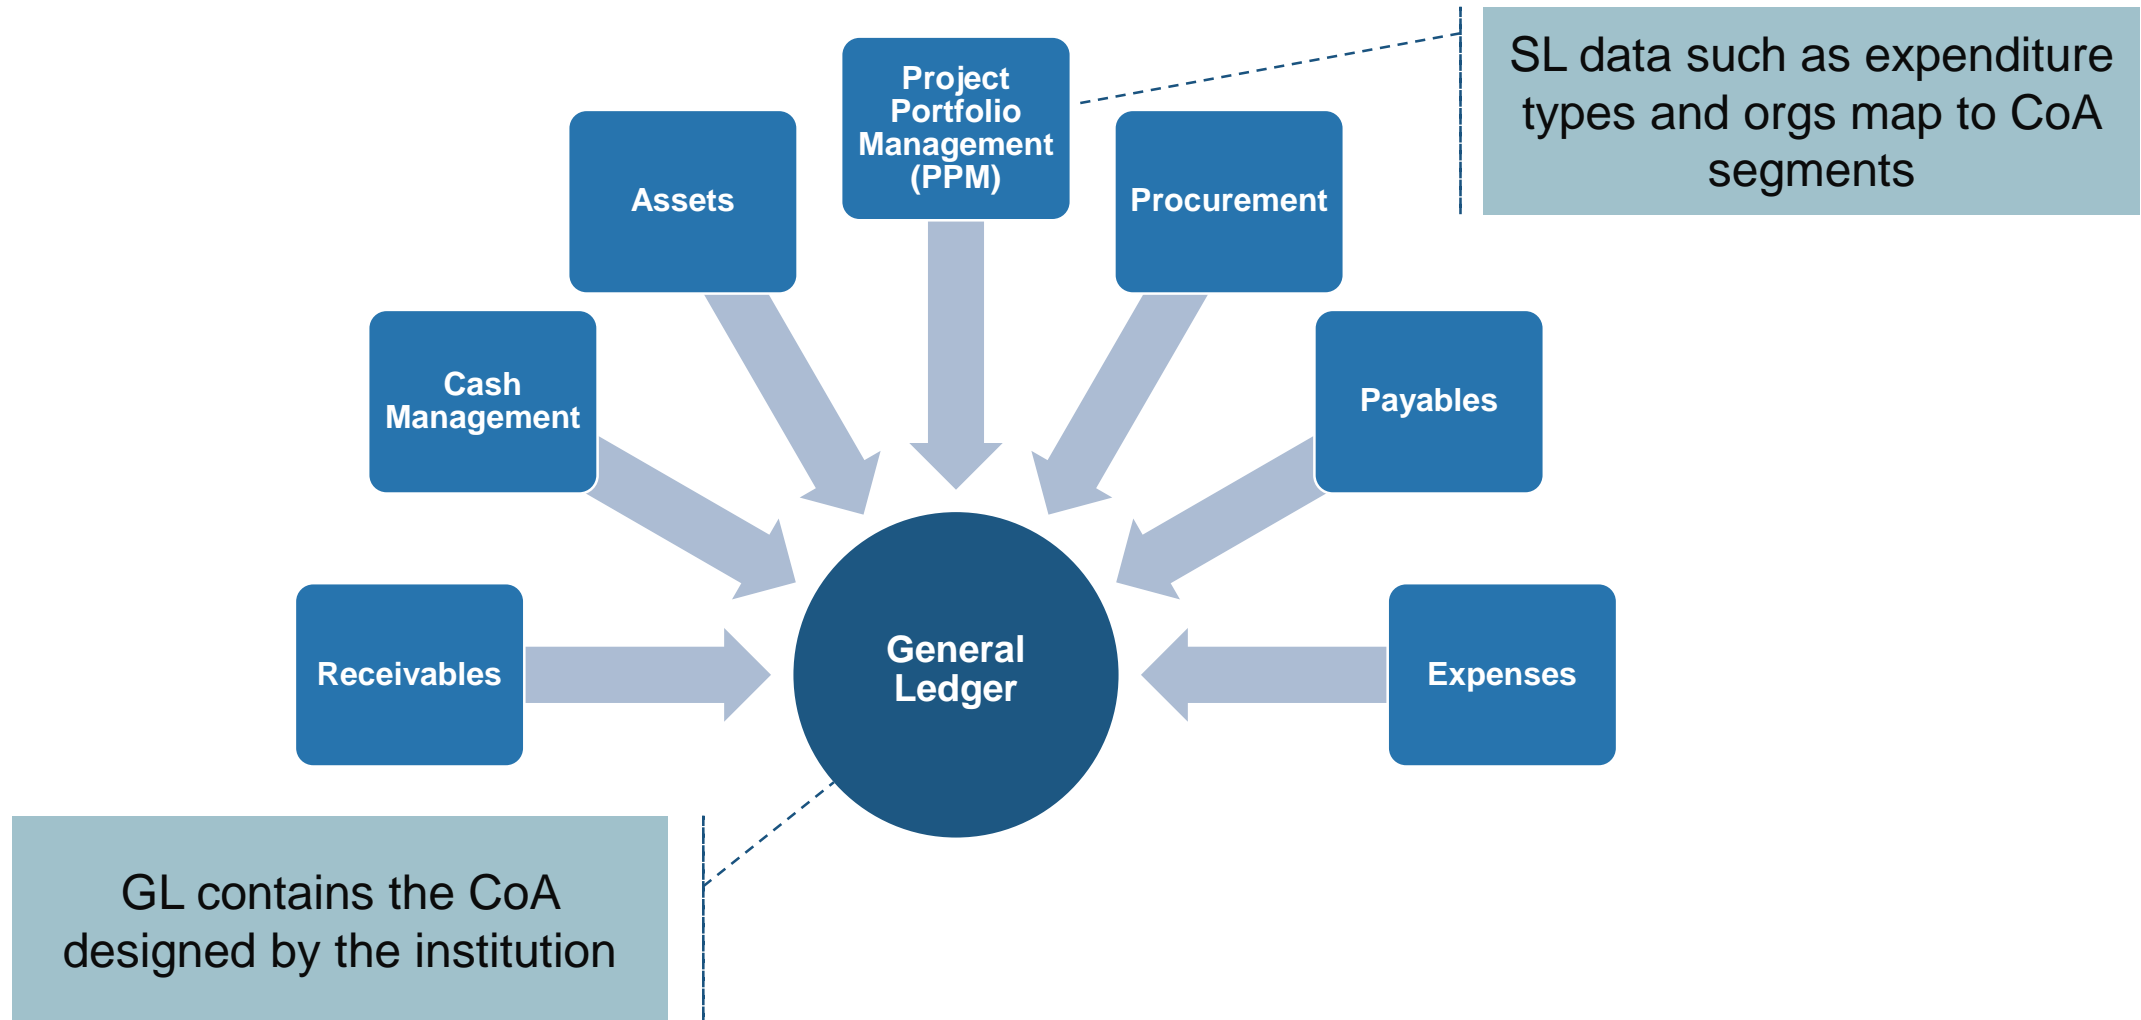 Project
Portfolio
Management
(PPM)
SL data such as expenditure
types and orgs map to CoA
segments
Assets
Procurement
Cash
Management
Payables
Receivables
General
Ledger
Expenses
GL contains the CoA
designed by the institution